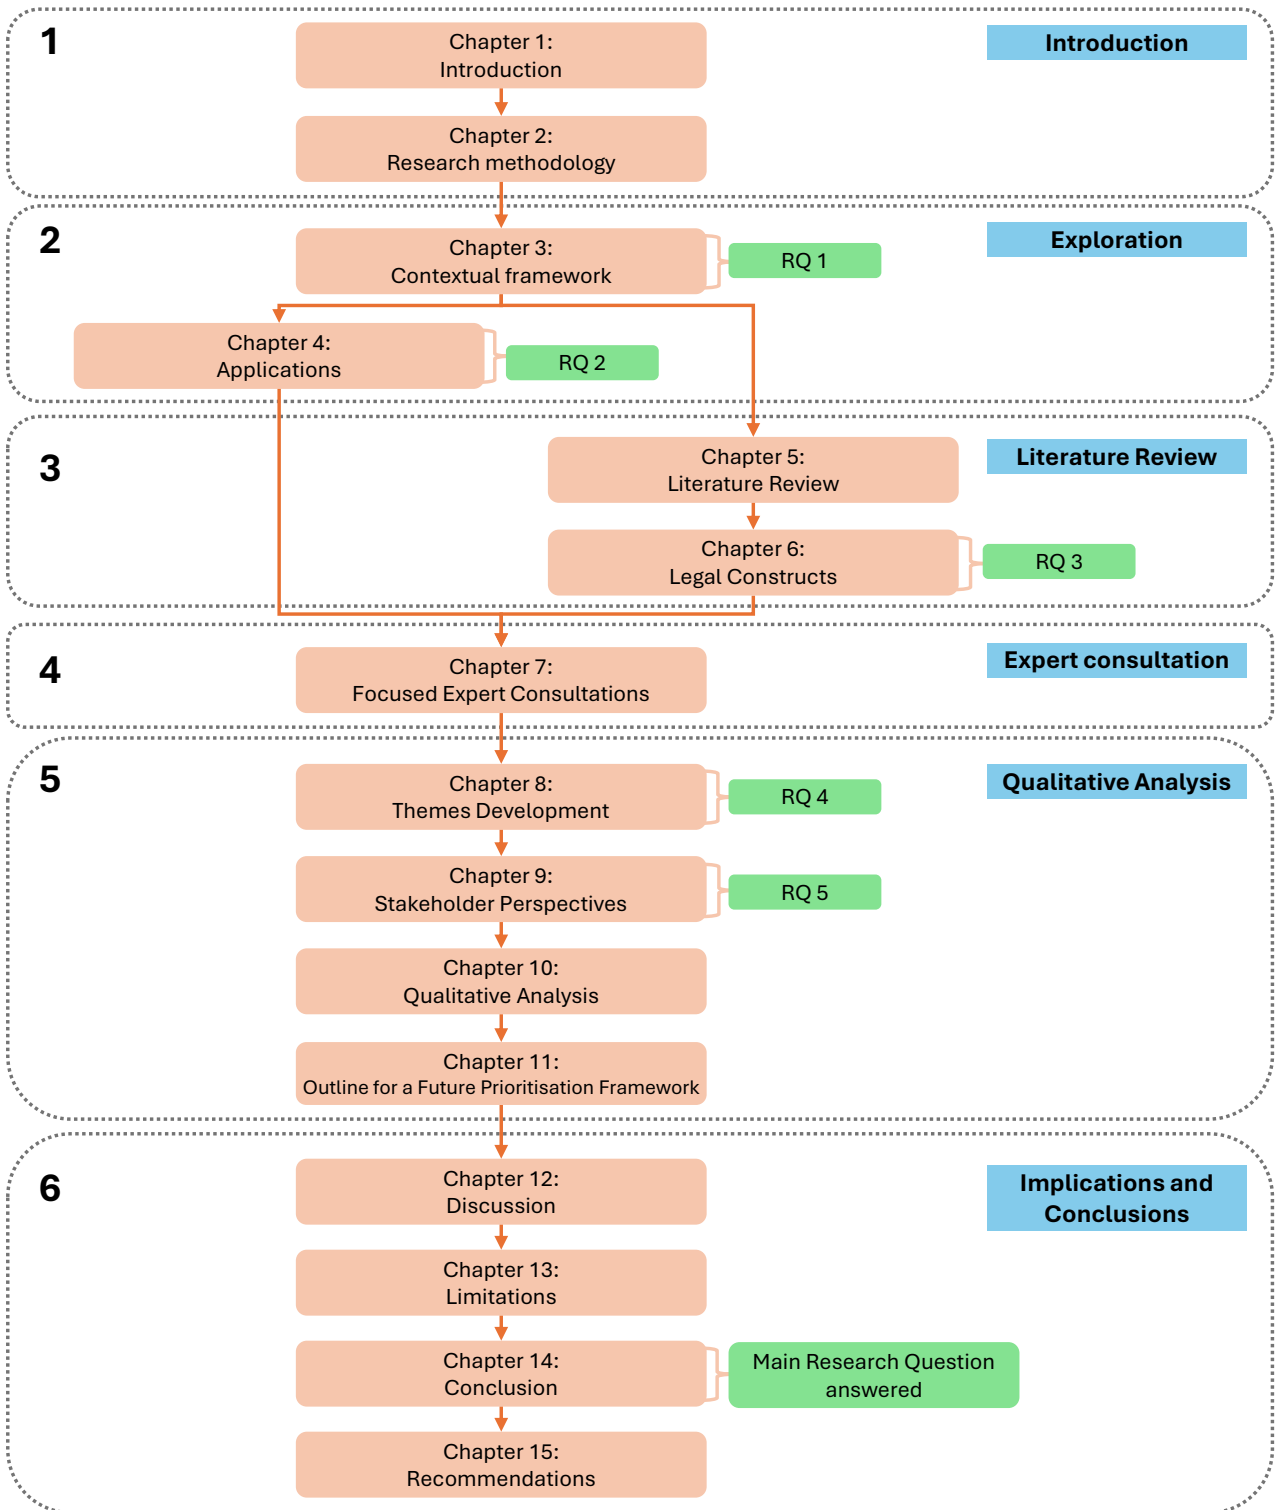 1
Chapter 1:
Introduction
Introduction
Chapter 2:
Research methodology
2
Chapter 3:
Contextual framework
RQ 1
Exploration
Chapter 4:
Applications
RQ 2
3
Chapter 5:
Literature Review
Literature Review
Chapter 6:
Legal Constructs
RQ 3
4
Chapter 7:
Focused Expert Consultations
Expert consultation
5
Chapter 8:
Themes Development
RQ 4
Qualitative Analysis
Chapter 9:
Stakeholder Perspectives
RQ 5
Chapter 10:
Qualitative Analysis
Chapter 11:
Outline for a Future Prioritisation Framework
6
Chapter 12:
Discussion
Implications and
Conclusions
Chapter 13:
Limitations
Chapter 14:
Conclusion
Main Research Question
answered
Chapter 15:
Recommendations